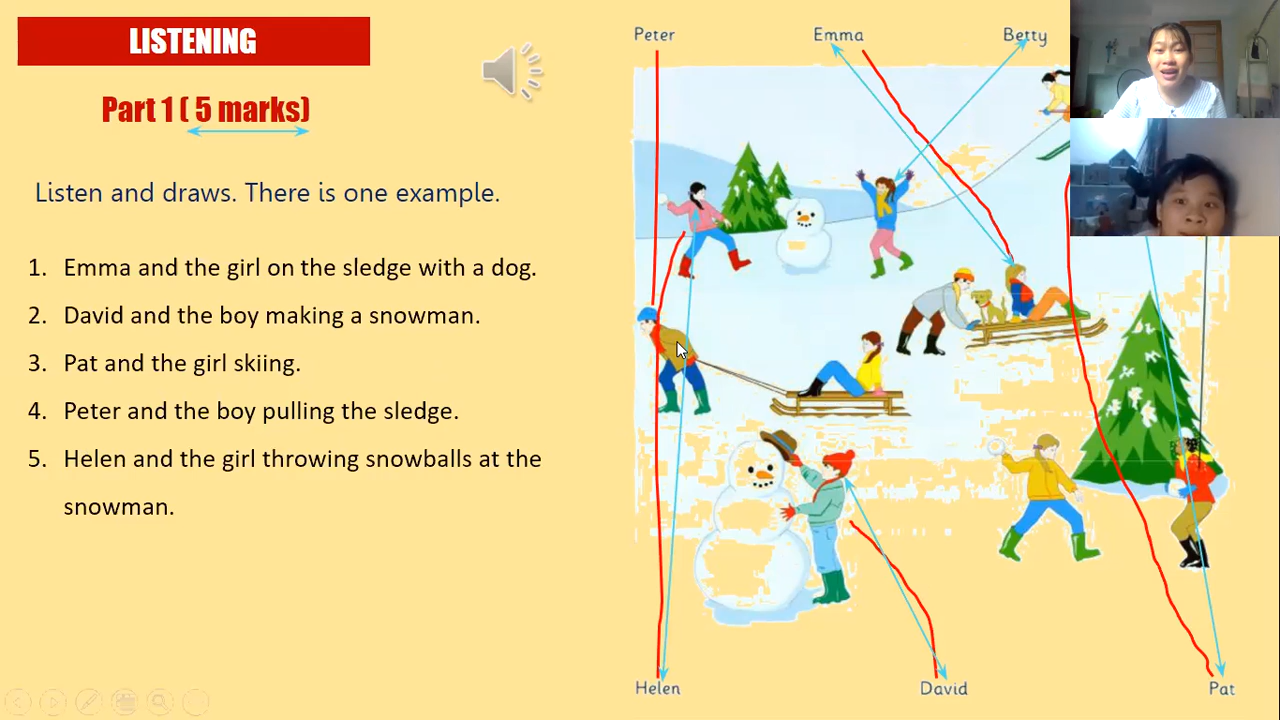 LISTENING
Part 1 ( 5 marks)
Listen and draws. There is one example.
1. Emma and the girl on the sledge with a dog.
2. David and the boy making a snowman.
3. Pat and the girl skiing.
4. Peter and the boy pulling the sledge.
5. Helen and the girl throwing snowballs at the
snowman.
Peter
Emma
Betty
Helen
David
Pat